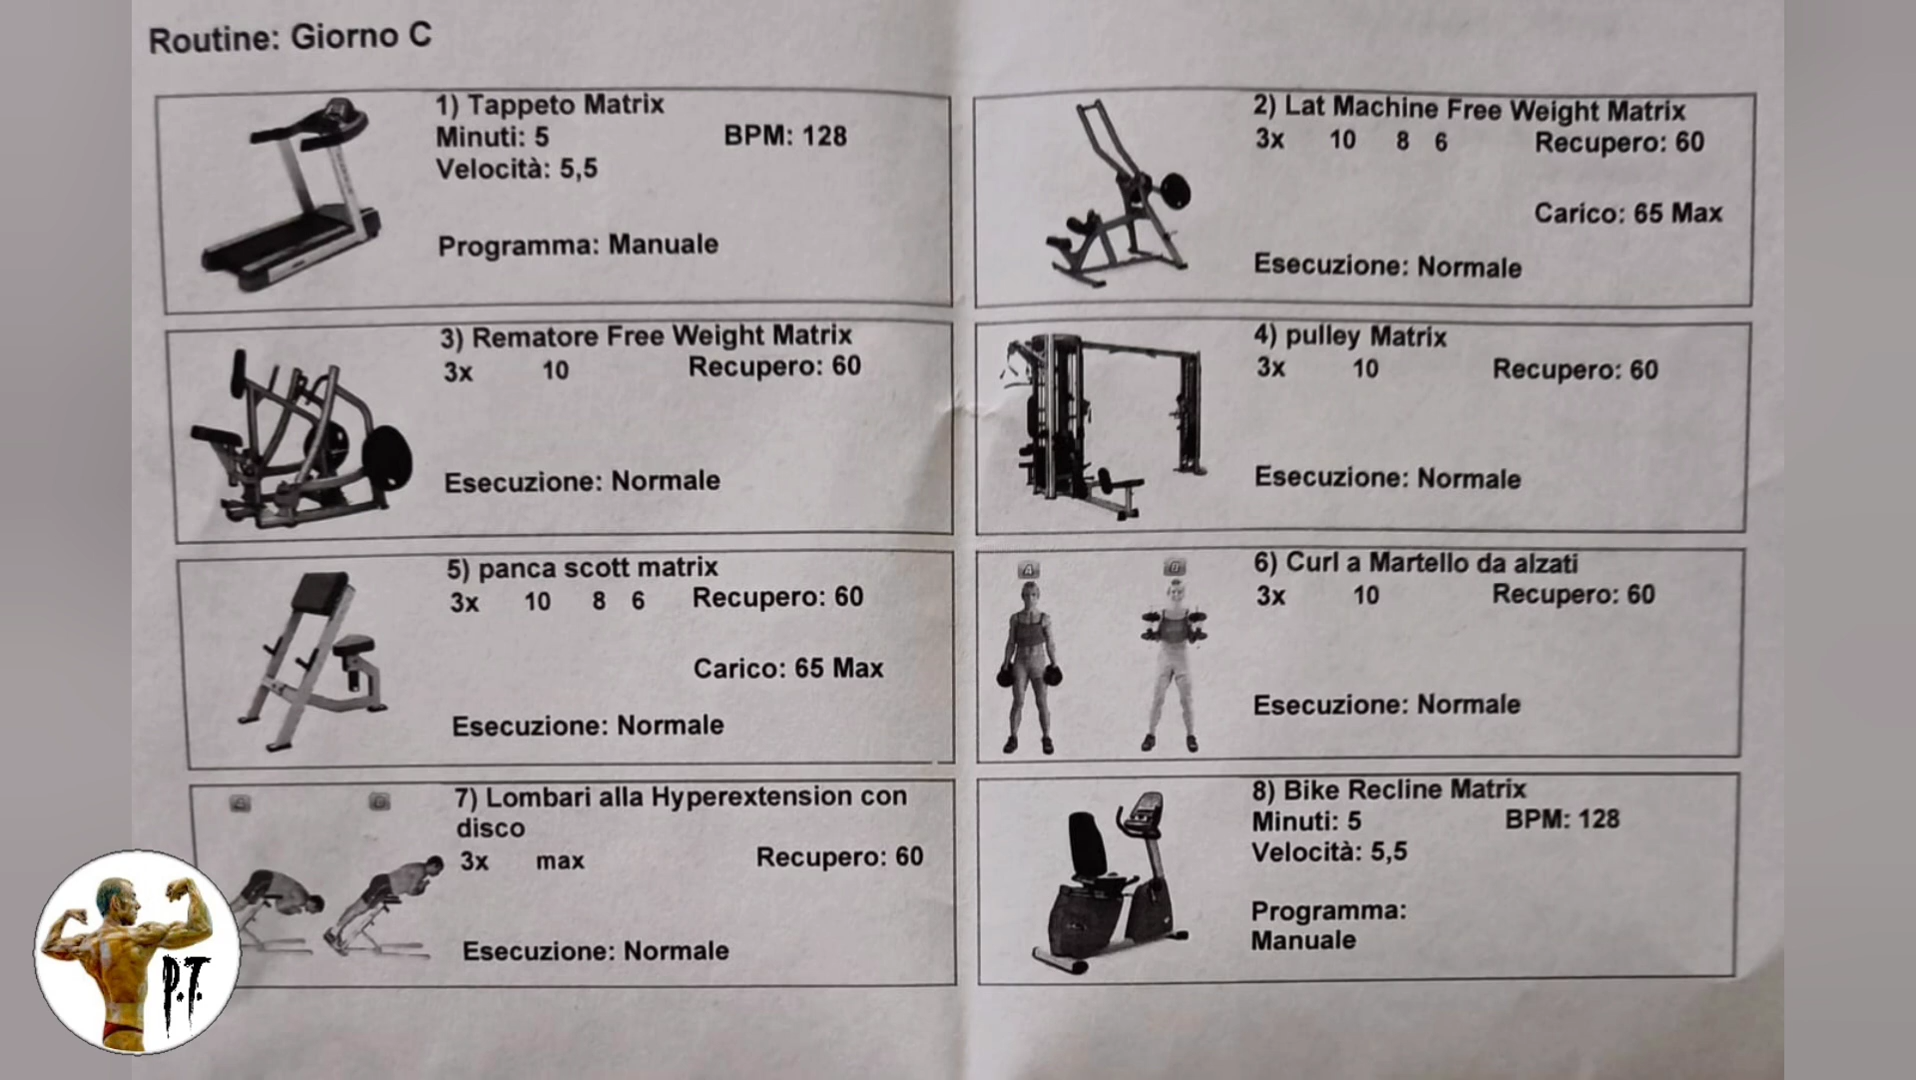 Routine: Giorno C
1) Tappeto Matrix
Minuti: 5 BPM: 128
Velocità: 5,5
Programma: Manuale
2) Lat Machine Free Weight Matrix
3x 10 8 6 Recupero: 60
Carico: 65 Max
Esecuzione: Normale
3) Rematore Free Weight Matrix
3x 10 Recupero: 60
Esecuzione: Normale
4) pulley Matrix
3x 10 Recupero: 60
Esecuzione: Normale
5) panca scott matrix
3x 10 8 6 Recupero: 60
Carico: 65 Max
Esecuzione: Normale
A B
6) Curl a Martello da alzati
3x 10 Recupero: 60
Esecuzione: Normale
7) Lombari alla Hyperextension con
disco
3x max Recupero: 60
Esecuzione: Normale
8) Bike Recline Matrix
Minuti: 5 BPM: 128
Velocità: 5,5
Programma:
Manuale
P.T.